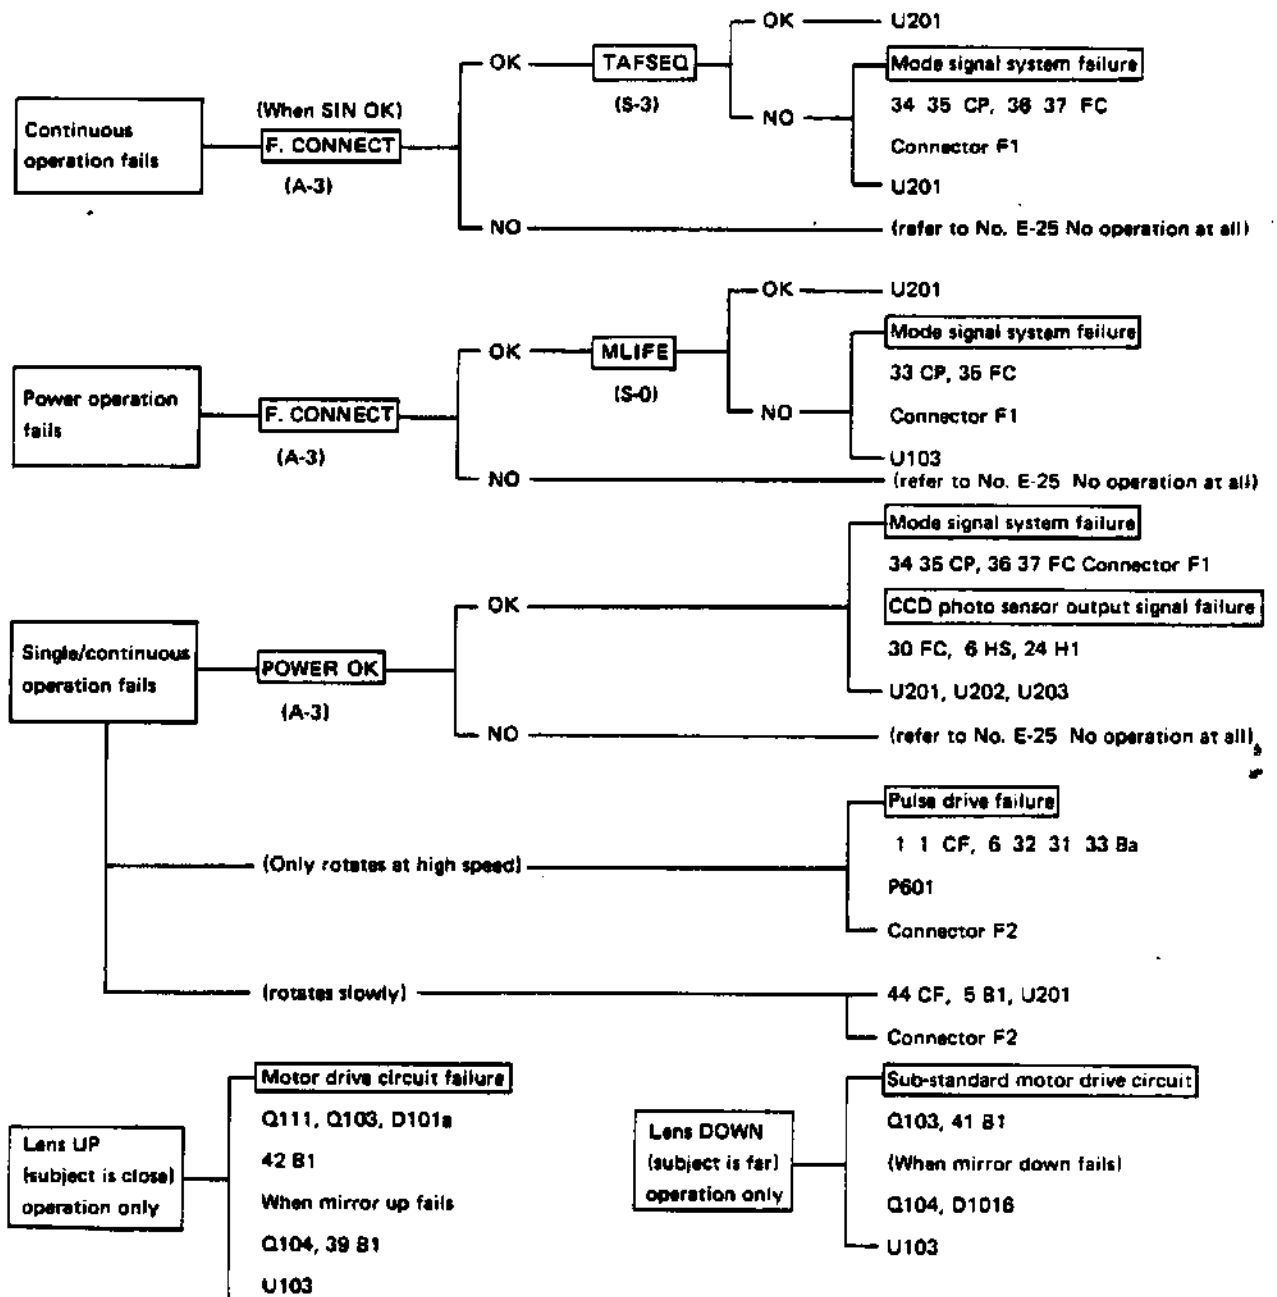 OK U201
OK TAFSEQ
Mode signal system failure
(When SIN OK)
(S-3)
34 35 CP, 36 37 FC
Continuous
operation fails
F. CONNECT
NO
Connector F1
(A-3)
U201
NO (refer to No. E-25 No operation at all)
OK U201
Mode signal system failure
OK MLIFE
33 CP, 35 FC
(S-0)
Power operation
fails
F. CONNECT
NO
Connector F1
(A-3)
U103
NO (refer to No. E-25 No operation at all)
Mode signal system failure
34 35 CP, 36 37 FC Connector F1
OK CCD photo sensor output signal failure
Single/continuous
operation fails
POWER OK
30 FC, 6 HS, 24 H1
(A-3)
U201, U202, U203
NO (refer to No. E-25 No operation at all)
Pulse drive failure
1 1 CF, 6 32 31 33 Ba
(Only rotates at high speed)
P601
Connector F2
(rotates slowly) 44 CF, 5 B1, U201
Connector F2
Lens UP
(subject is close)
operation only
Motor drive circuit failure
Q111, Q103, D101a
42 B1
When mirror up fails
Q104, 39 B1
U103
Lens DOWN
(subject is far)
operation only
Sub-standard motor drive circuit
Q103, 41 B1
(When mirror down fails)
Q104, D1016
U103